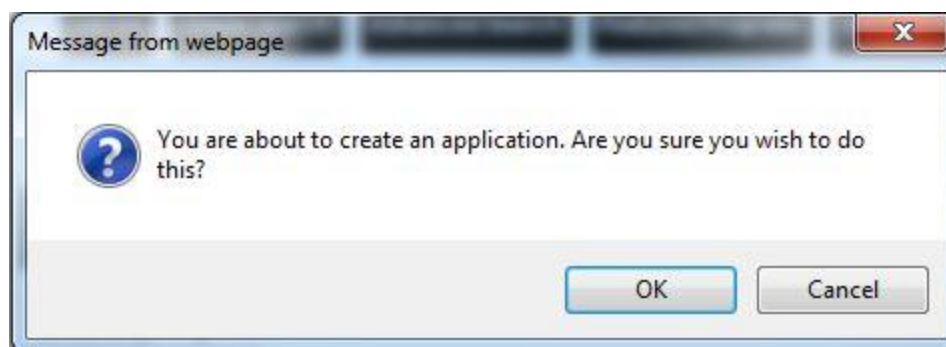 Message from webpage
You are about to create an application. Are you sure you wish to do
this?
OK
Cancel